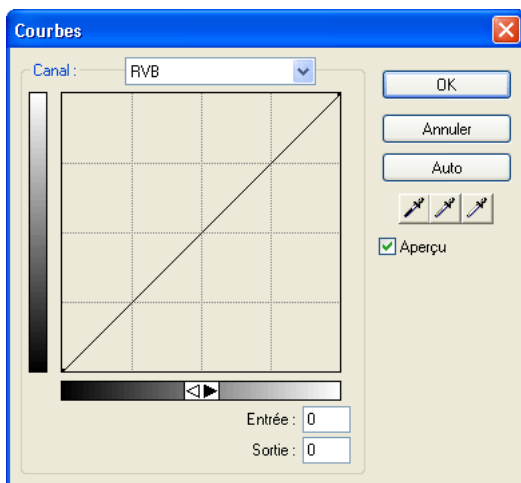 Courbes
Canal :
RVB
OK
Annuler
Auto
Aperçu
Entrée : 0
Sortie : 0